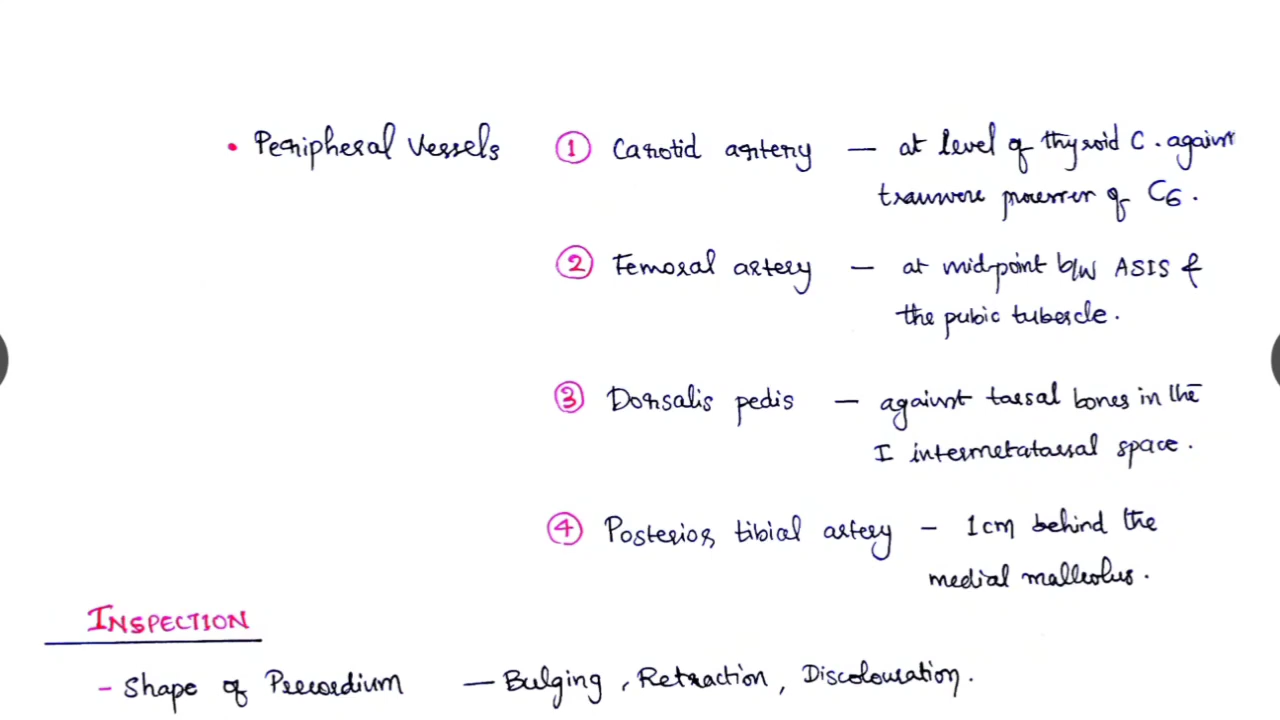 • Peripheral Vessels ① Carotid artery — at level of thyroid C. against
transverse processes of C6.
② Femoral artery — at midpoint b/w ASIS &
the pubic tubercle.
③ Dorsalis pedis — against tarsal bones in the
I intermetatarsal space.
④ Posterior tibial artery — 1cm behind the
medial malleolus.
INSPECTION
- Shape of Precordium — Bulging, Retraction, Discolouration.